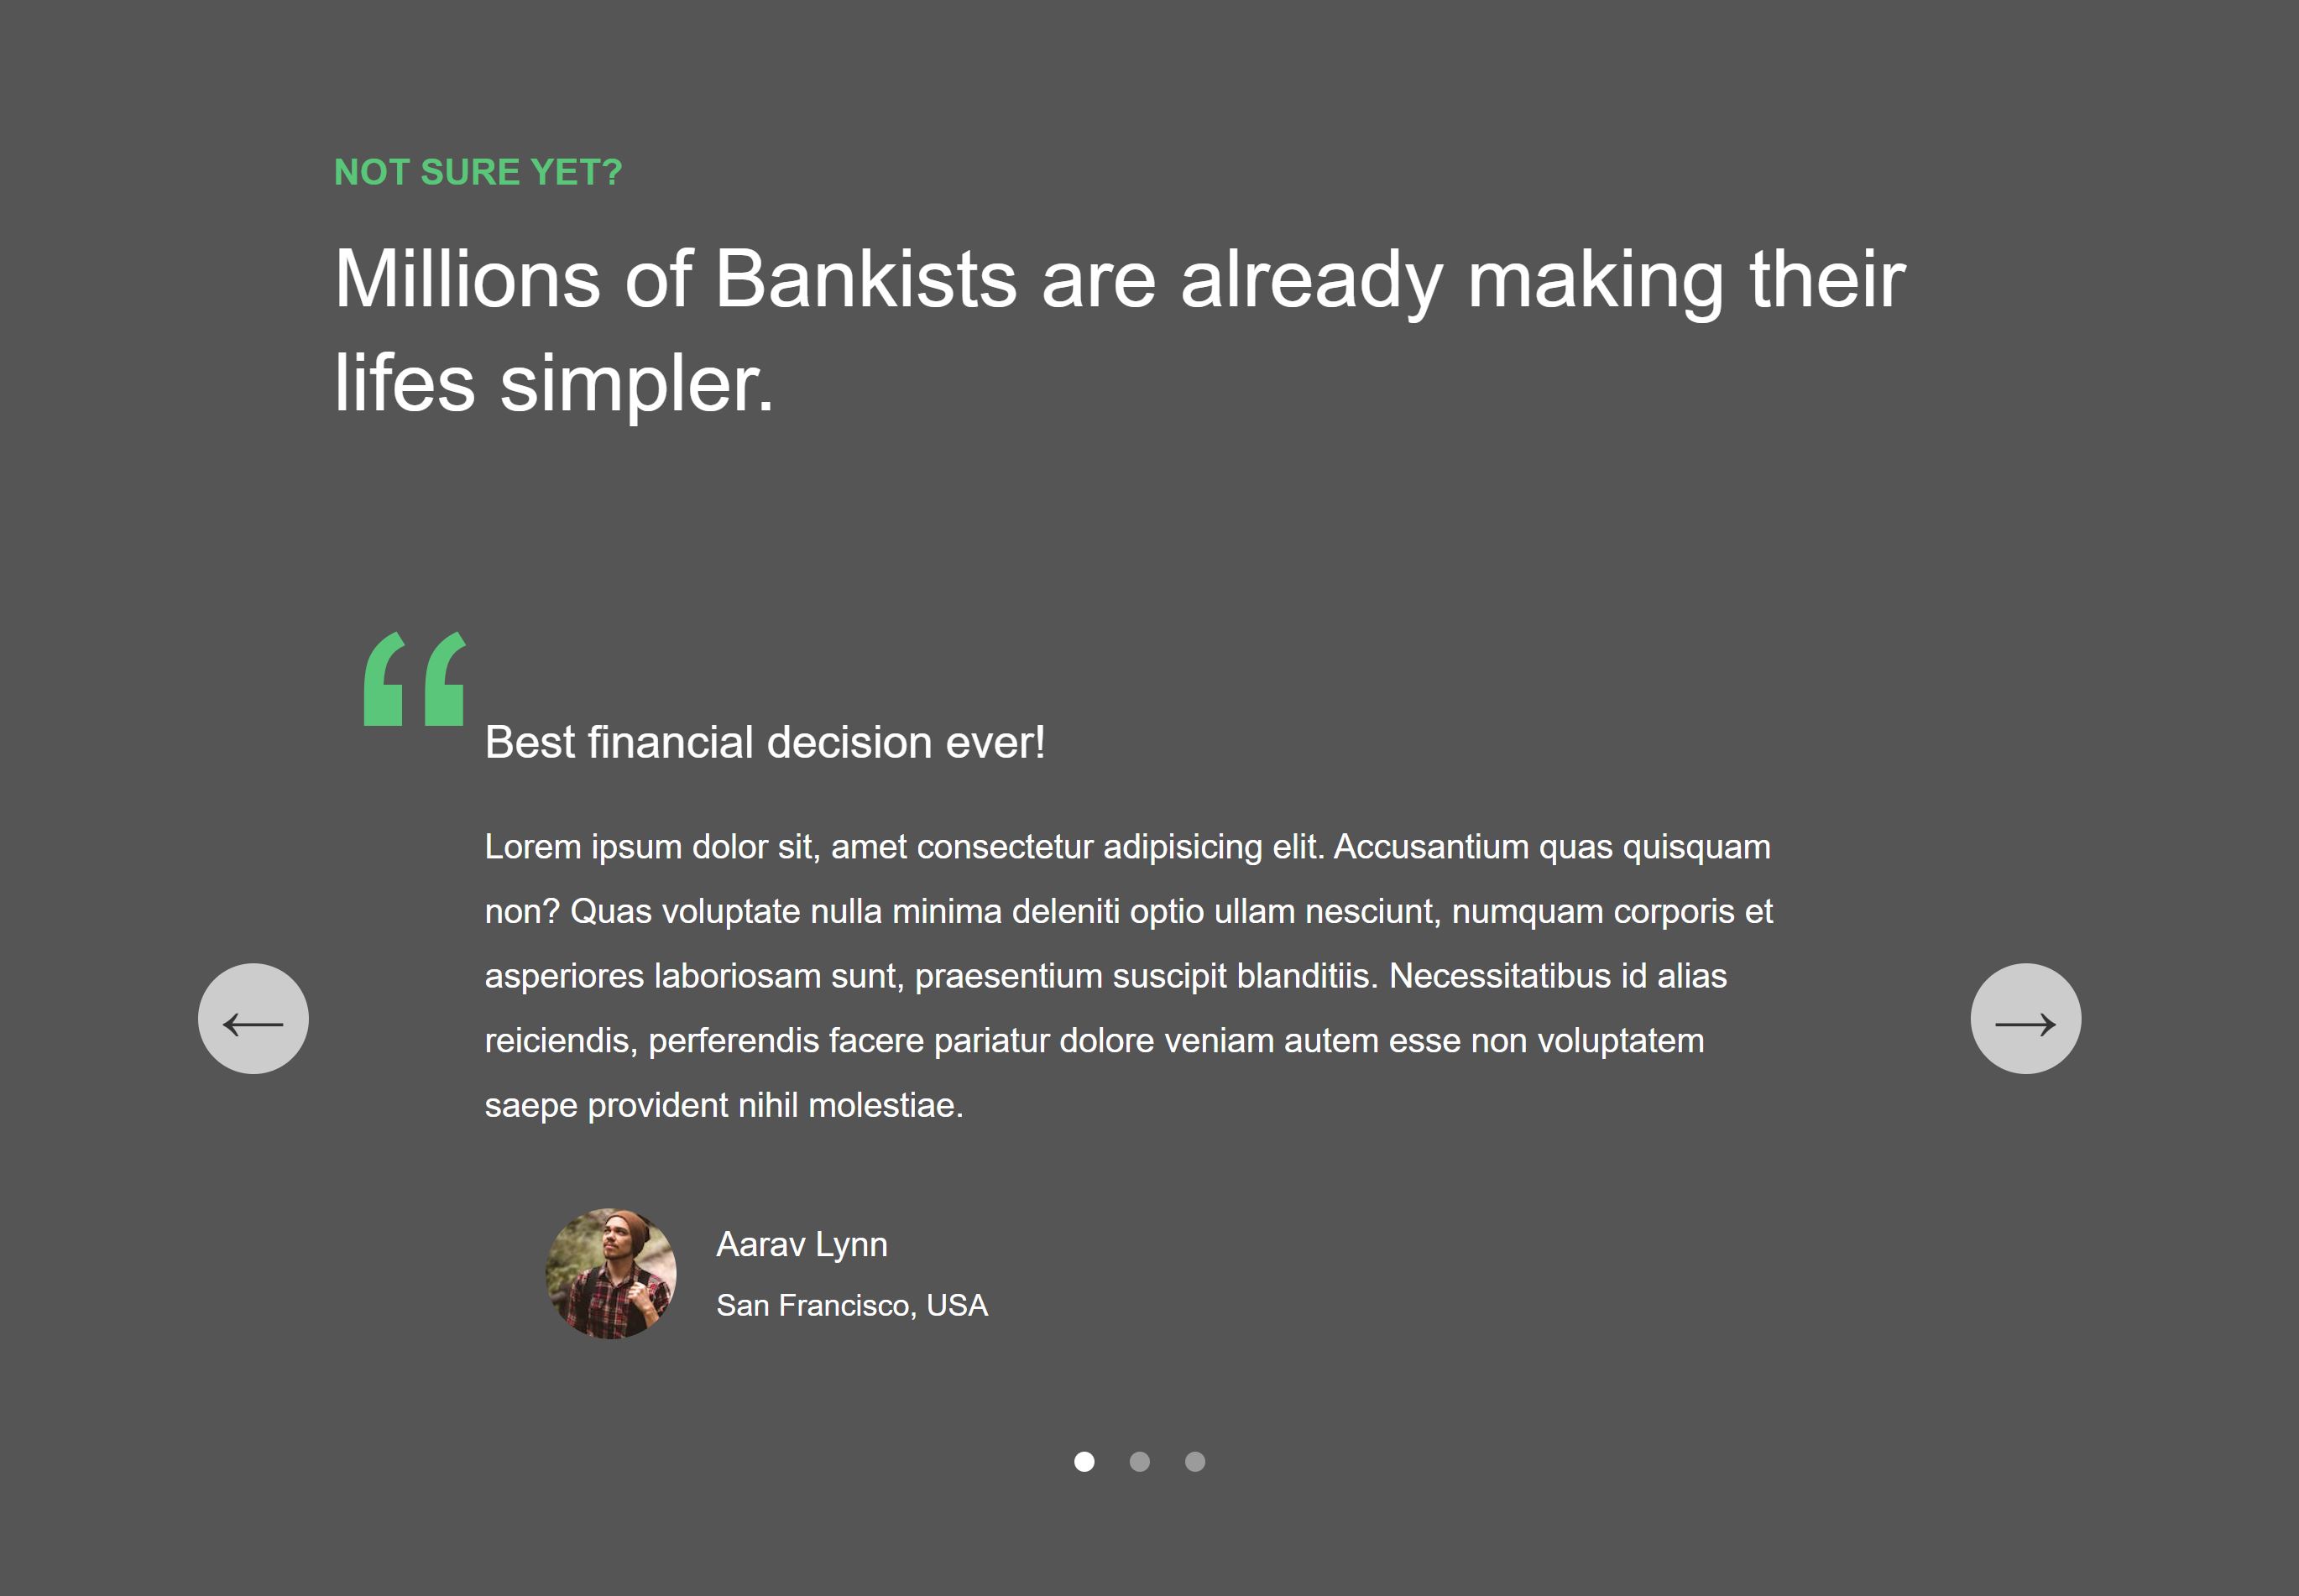 NOT SURE YET?
Millions of Bankists are already making their
lifes simpler.
“
Best financial decision ever!
Lorem ipsum dolor sit, amet consectetur adipisicing elit. Accusantium quas quisquam
non? Quas voluptate nulla minima deleniti optio ullam nesciunt, numquam corporis et
asperiores laboriosam sunt, praesentium suscipit blanditiis. Necessitatibus id alias
reiciendis, perferendis facere pariatur dolore veniam autem esse non voluptatem
saepe provident nihil molestiae.
←
→
Aarav Lynn
San Francisco, USA